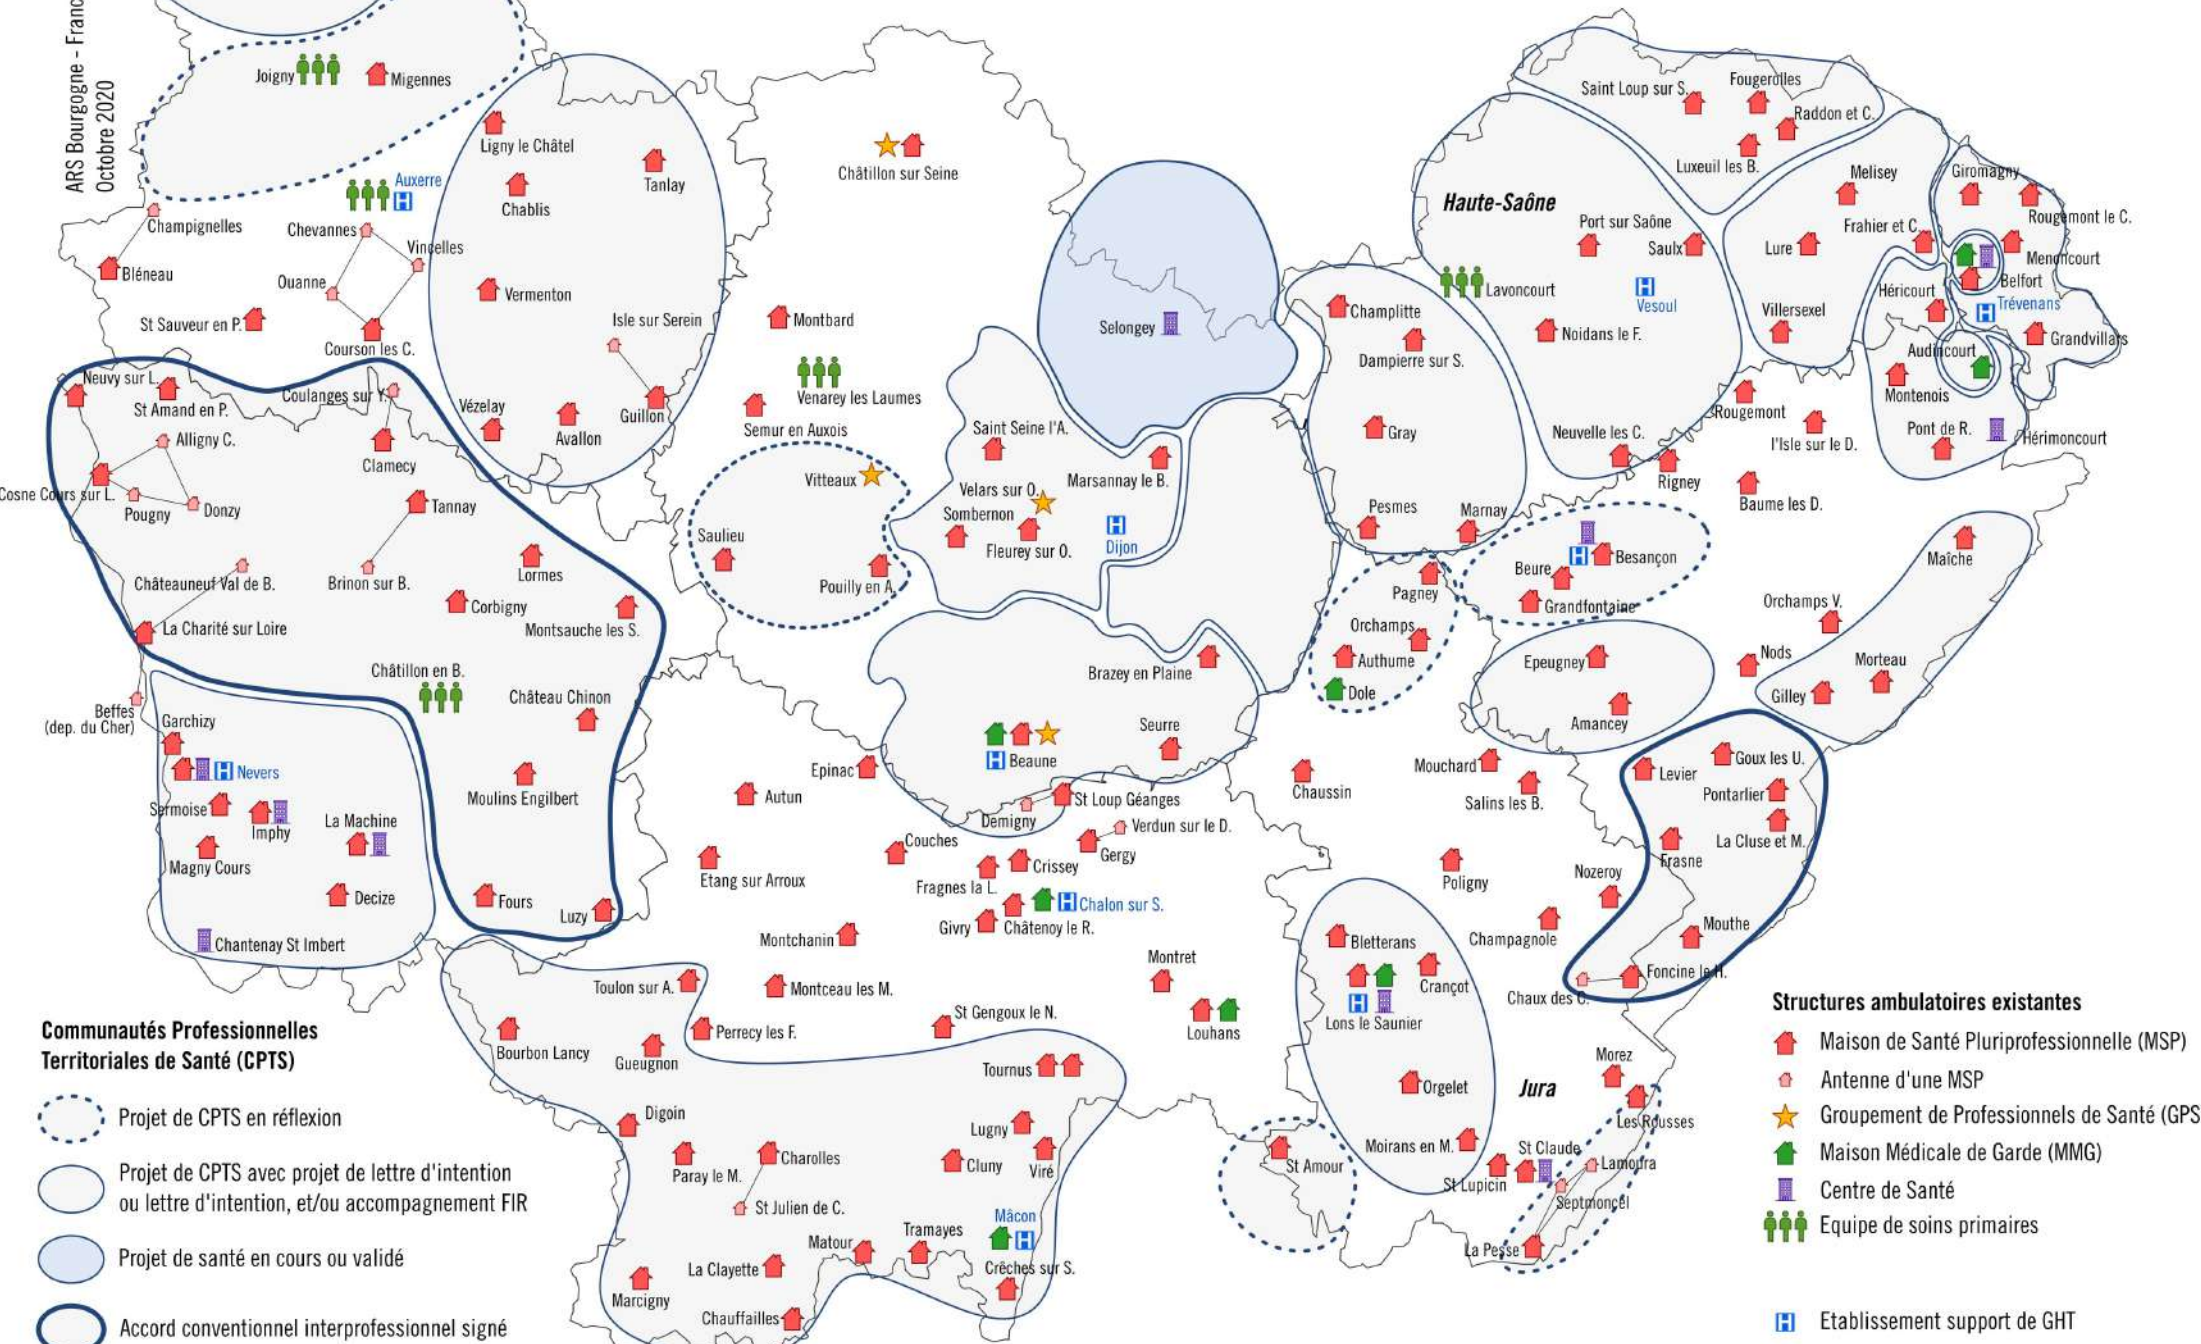 ARS Bourgogne - Franc
Octobre 2020
Joigny
Migennes
Ligny le Châtel
Tanlay
Chablis
Châtillon sur Seine
Auxerre
Champignelles
Chevannes
Vincelles
Bléneau
Ouanne
Vermenton
St Sauveur en P.
Courson les C.
Isle sur Serein
Montbard
Venarey les Laumes
Semur en Auxois
Vézelay
Avallon
Guillon
Neuvy sur L.
St Amand en P.
Coulanges sur Y.
Alligny C.
Clamecy
Cosne Cours sur L.
Pougny
Donzy
Tannay
Châteauneuf Val de B.
Brinon sur B.
Lormes
Corbigny
Montsauche les S.
La Charité sur Loire
Châtillon en B.
Château Chinon
Beffes
(dep. du Cher)
Garchizy
Nevers
Sermoise
Imphy
La Machine
Magny Cours
Decize
Chantenay St Imbert
Moulins Engilbert
Fours
Luzy
Vitteaux
Saulieu
Pouilly en A.
Selongey
Saint Seine l'A.
Marsannay le B.
Velars sur O.
Sombernon
Fleurey sur O.
Dijon
Brazey en Plaine
Seurre
Beaune
Epinac
Autun
Etang sur Arroux
Couches
Demigny
St Loup Géanges
Verdun sur le D.
Gergy
Crissey
Fragnes la L.
Chalon sur S.
Givry
Châtenoy le R.
Montchanin
Montceau les M.
Montret
Louhans
St Gengoux le N.
Toulon sur A.
Perrecy les F.
Bourbon Lancy
Gueugnon
Digoin
Paray le M.
Charolles
St Julien de C.
Tournus
Lugny
Cluny
Viré
Mâcon
Tramayes
Matour
Crêches sur S.
La Clayette
Marcigny
Chauffailles
Haute-Saône
Saint Loup sur S.
Fougerolles
Raddon et C.
Luxeuil les B.
Port sur Saône
Saulx
Vesoul
Lavoncourt
Noidans le F.
Neuvelle les C.
Champlitte
Dampierre sur S.
Gray
Pesmes
Marnay
Melisey
Frahier et C.
Lure
Villersexel
Giromagny
Rougemont le C.
Menoncourt
Belfort
Trévenans
Grandvillars
Héricourt
Audincourt
Montenois
Pont de R.
Hérimoncourt
Rougemont
l'Isle sur le D.
Rigney
Baume les D.
Beure
Besançon
Grandfontaine
Pagney
Orchamps
Authume
Dole
Epeugney
Amancey
Maîche
Orchamps V.
Nods
Morteau
Gilley
Chaussin
Mouchard
Salins les B.
Levier
Goux les U.
Pontarlier
La Cluse et M.
Frasne
Nozeroy
Mouthe
Foncine le H.
Chaux des C.
Poligny
Champagnole
Bletterans
Crançot
Lons le Saunier
Orgelet
Jura
Moirans en M.
St Amour
Morez
Les Rousses
St Claude
Lamoura
St Lupicin
Septmoncel
La Pesse
Communautés Professionnelles
Territoriales de Santé (CPTS)
Projet de CPTS en réflexion
Projet de CPTS avec projet de lettre d'intention
ou lettre d'intention, et/ou accompagnement FIR
Projet de santé en cours ou validé
Accord conventionnel interprofessionnel signé
Structures ambulatoires existantes
Maison de Santé Pluriprofessionnelle (MSP)
Antenne d'une MSP
Groupement de Professionnels de Santé (GPS
Maison Médicale de Garde (MMG)
Centre de Santé
Equipe de soins primaires
Etablissement support de GHT